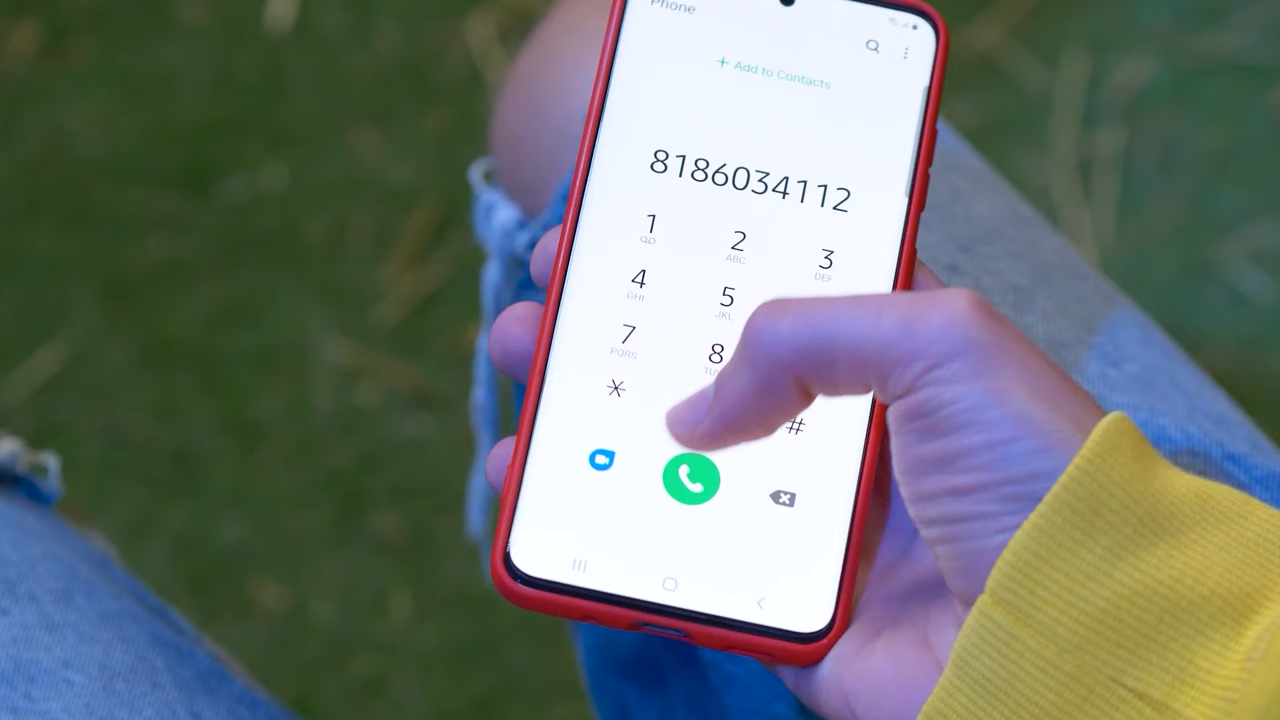 Phone
+ Add to Contacts
8186034112
1 2 3
ABC DEF
4 5
GHI JKL
7 8
PQRS
* #